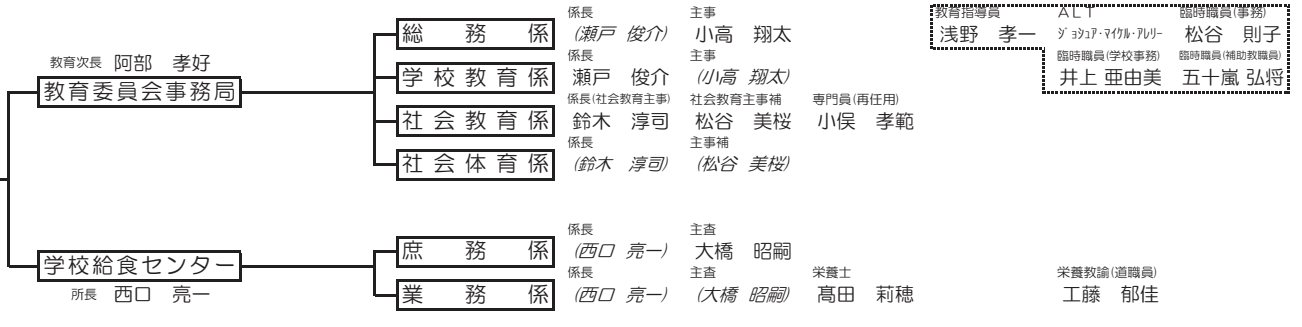 係長 主事 教育指導員 ALT 臨時職員(事務)
総務係 (瀬戸 俊介) 小高 翔太 浅野 孝一 ジョシュア・マイケル・アレリー 松谷 則子
教育次長 阿部 孝好 係長 主事 臨時職員(学校事務) 臨時職員(補助教職員)
学校教育係 瀬戸 俊介 (小高 翔太) 井上 亜由美 五十嵐 弘将
教育委員会事務局
係長(社会教育主事) 社会教育主事補 専門員(再任用)
社会教育係 鈴木 淳司 松谷 美桜 小俣 孝範
係長 主事補
社会体育係 (鈴木 淳司) (松谷 美桜)
係長 主査
庶務係 (西口 亮一) 大橋 昭嗣
学校給食センター
係長 主査 栄養士 栄養教諭(道職員)
所長 西口 亮一
業務係 (西口 亮一) (大橋 昭嗣) 髙田 莉穂 工藤 郁佳